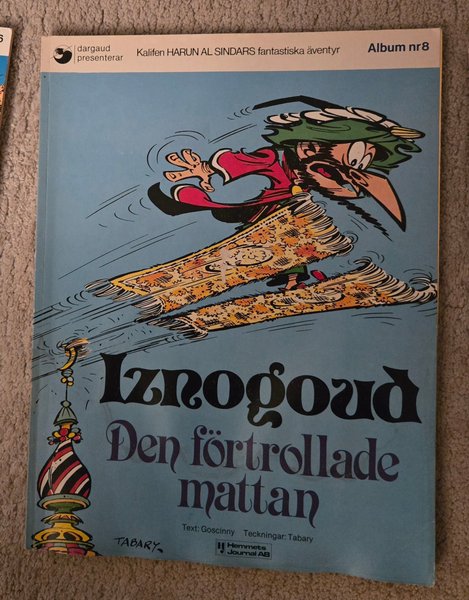 dargaud
presenterar
Kalifen HARUN AL SINDARS fantastiska äventyr
Album nr 8
Iznogoud
Den förtrollade
mattan
Text: Goscinny Teckningar: Tabary
TABARY
Hemmets
Journal AB
6